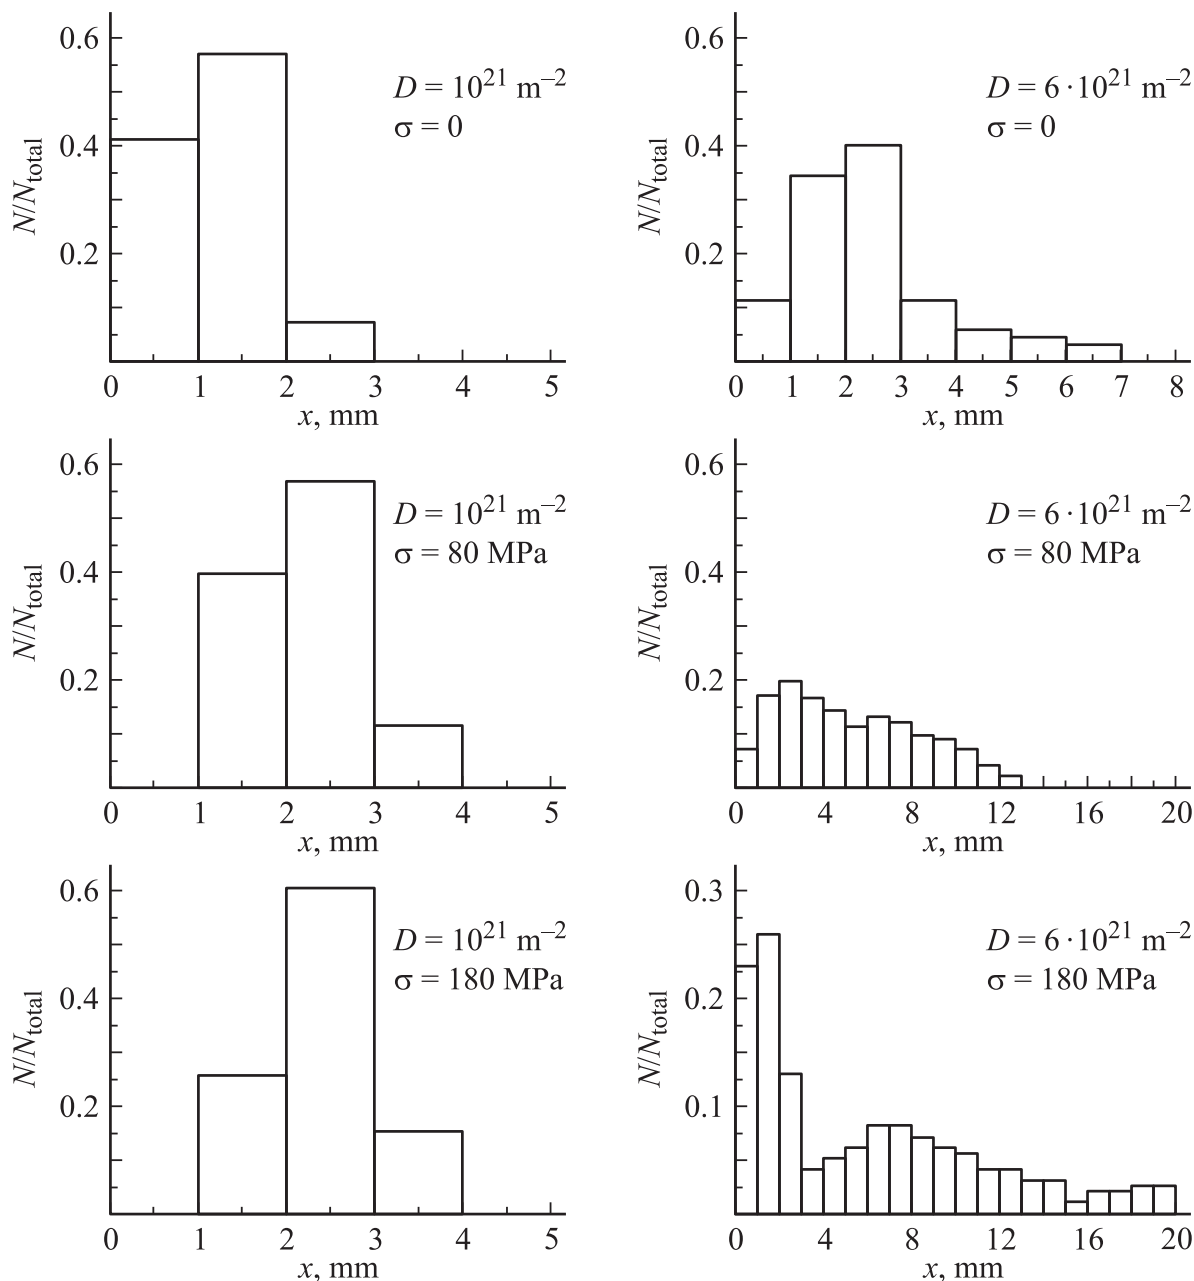 0.6
0.4
0.2
N/N_total
D = 10^21 m^–2
σ = 0
0 1 2 3 4 5
x, mm
0.6
0.4
0.2
N/N_total
D = 6 · 10^21 m^–2
σ = 0
0 1 2 3 4 5 6 7 8
x, mm
0.6
0.4
0.2
N/N_total
D = 10^21 m^–2
σ = 80 MPa
0 1 2 3 4 5
x, mm
0.6
0.4
0.2
N/N_total
D = 6 · 10^21 m^–2
σ = 80 MPa
0 4 8 12 16 20
x, mm
0.6
0.4
0.2
N/N_total
D = 10^21 m^–2
σ = 180 MPa
0 1 2 3 4 5
x, mm
0.3
0.2
0.1
N/N_total
D = 6 · 10^21 m^–2
σ = 180 MPa
0 4 8 12 16 20
x, mm